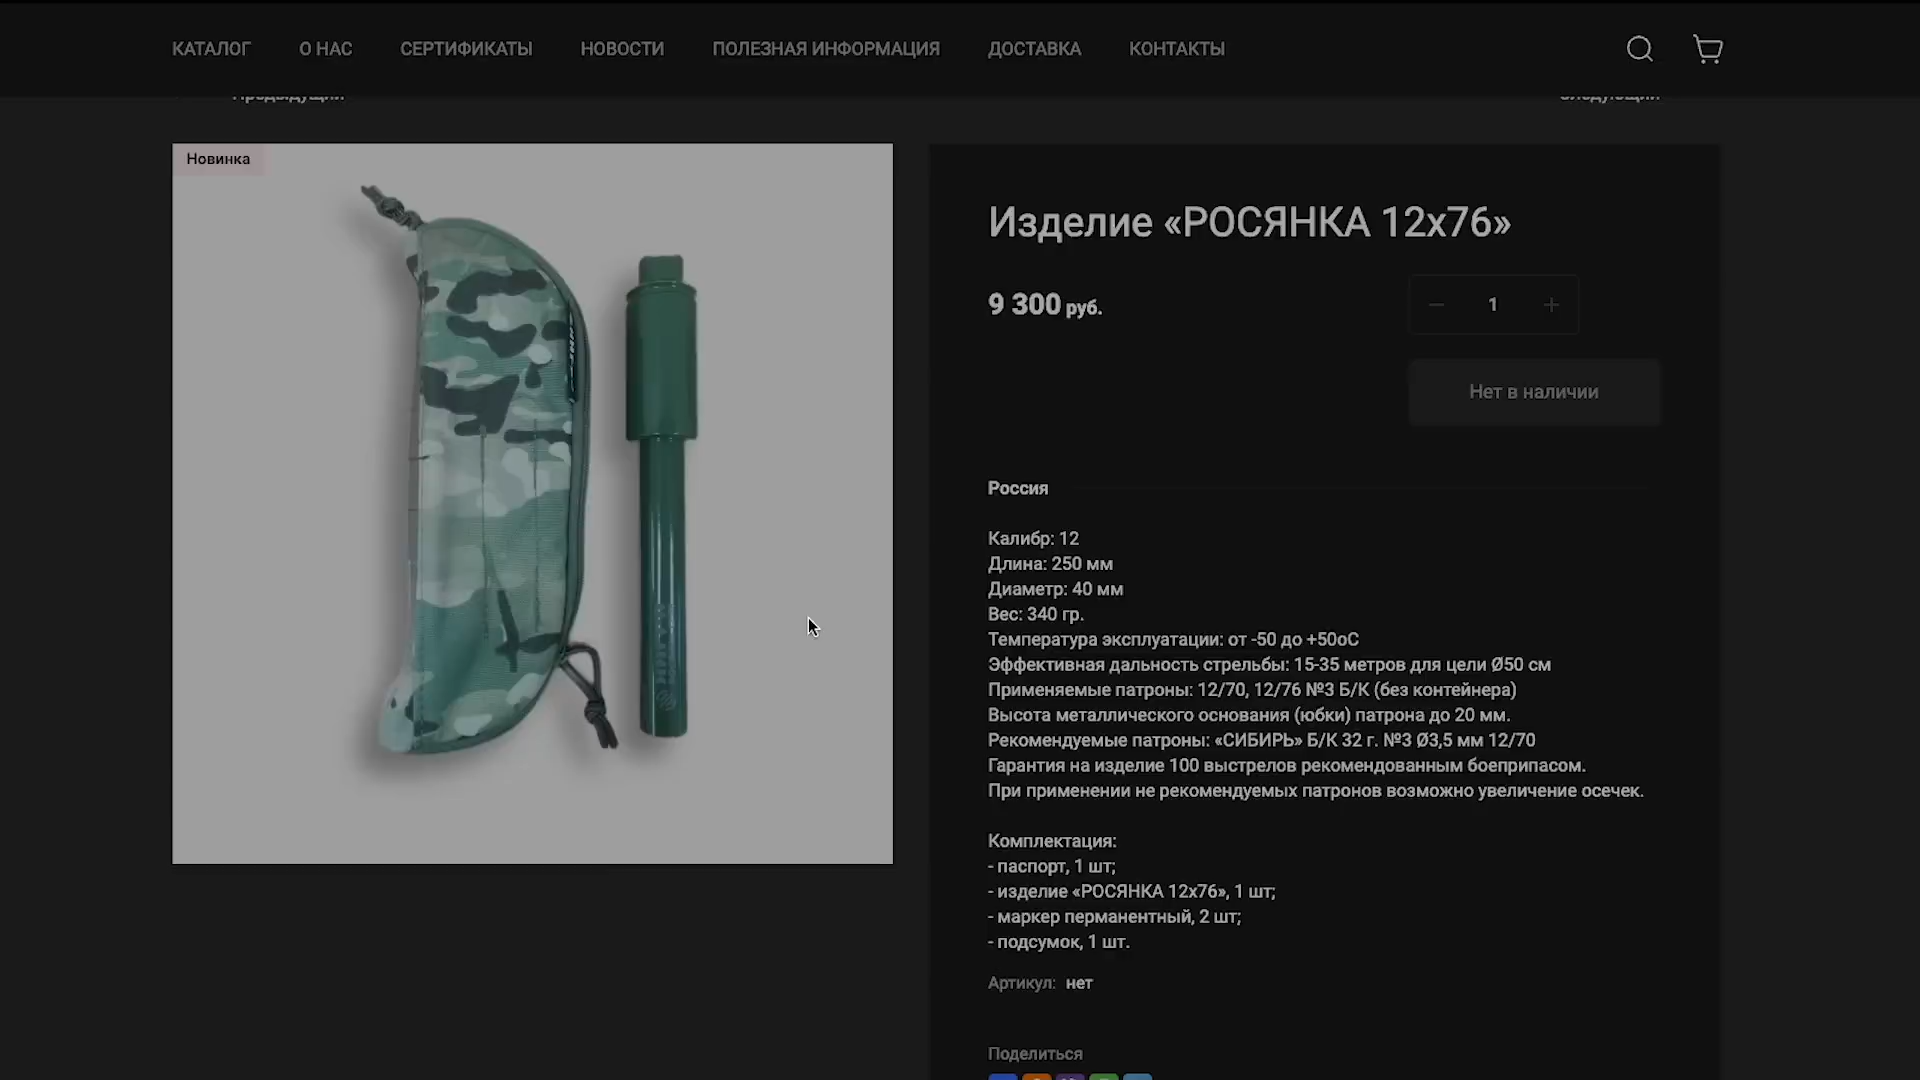 КАТАЛОГ О НАС СЕРТИФИКАТЫ НОВОСТИ ПОЛЕЗНАЯ ИНФОРМАЦИЯ ДОСТАВКА КОНТАКТЫ
Предыдущий Следующий
Новинка
Изделие «РОСЯНКА 12х76»
9 300 руб.
1
Нет в наличии
Россия
Калибр: 12
Длина: 250 мм
Диаметр: 40 мм
Вес: 340 гр.
Температура эксплуатации: от -50 до +50оС
Эффективная дальность стрельбы: 15-35 метров для цели Ø50 см
Применяемые патроны: 12/70, 12/76 №3 Б/К (без контейнера)
Высота металлического основания (юбки) патрона до 20 мм.
Рекомендуемые патроны: «СИБИРЬ» Б/К 32 г. №3 Ø3,5 мм 12/70
Гарантия на изделие 100 выстрелов рекомендованным боеприпасом.
При применении не рекомендуемых патронов возможно увеличение осечек.
Комплектация:
- паспорт, 1 шт;
- изделие «РОСЯНКА 12х76», 1 шт;
- маркер перманентный, 2 шт;
- подсумок, 1 шт.
Артикул: нет
Поделиться